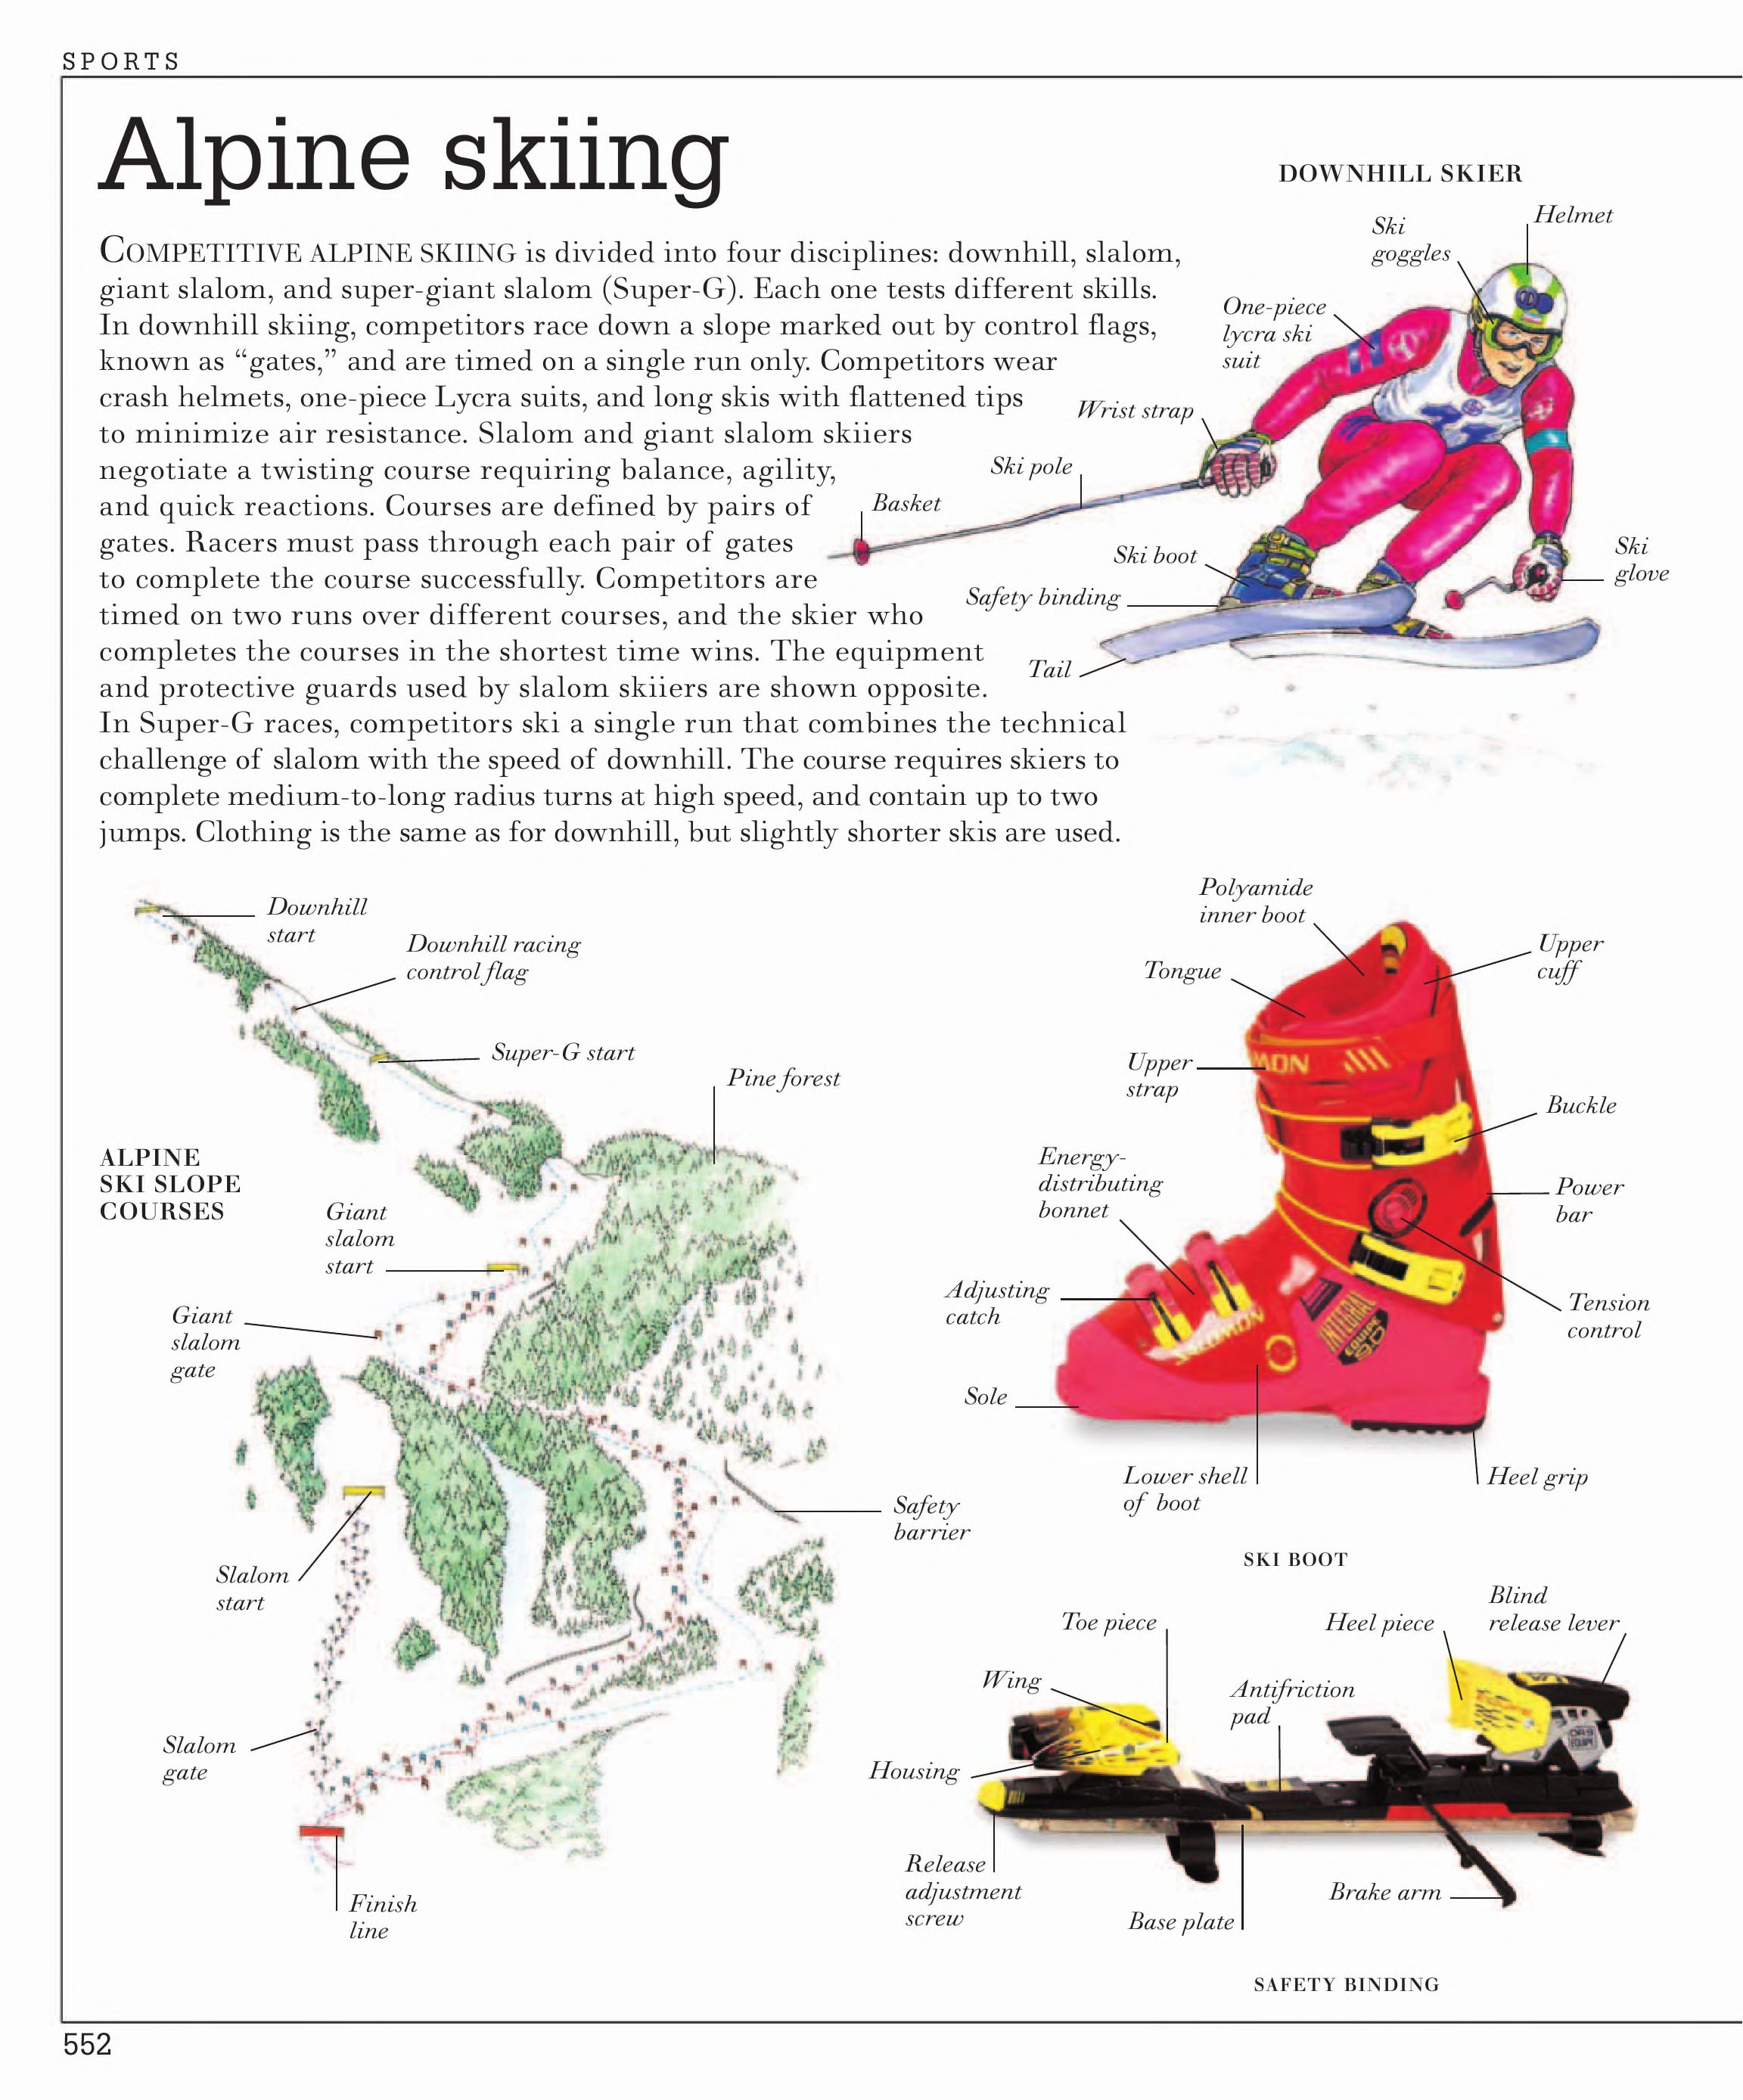 SPORTS
Alpine skiing
COMPETITIVE ALPINE SKIING is divided into four disciplines: downhill, slalom,
giant slalom, and super-giant slalom (Super-G). Each one tests different skills.
In downhill skiing, competitors race down a slope marked out by control flags,
known as “gates,” and are timed on a single run only. Competitors wear
crash helmets, one-piece Lycra suits, and long skis with flattened tips
to minimize air resistance. Slalom and giant slalom skiiers
negotiate a twisting course requiring balance, agility,
and quick reactions. Courses are defined by pairs of
gates. Racers must pass through each pair of gates
to complete the course successfully. Competitors are
timed on two runs over different courses, and the skier who
completes the courses in the shortest time wins. The equipment
and protective guards used by slalom skiiers are shown opposite.
In Super-G races, competitors ski a single run that combines the technical
challenge of slalom with the speed of downhill. The course requires skiers to
complete medium-to-long radius turns at high speed, and contain up to two
jumps. Clothing is the same as for downhill, but slightly shorter skis are used.
DOWNHILL SKIER
Helmet
Ski
goggles
One-piece
lycra ski
suit
Wrist strap
Ski pole
Basket
Ski boot
Safety binding
Tail
Ski
glove
Downhill
start
Downhill racing
control flag
Super-G start
Pine forest
ALPINE
SKI SLOPE
COURSES
Giant
slalom
start
Giant
slalom
gate
Slalom
start
Safety
barrier
Slalom
gate
Finish
line
Polyamide
inner boot
Upper
cuff
Tongue
Upper
strap
MON
Buckle
Energy-
distributing
bonnet
Power
bar
Adjusting
catch
Tension
control
SALOMON
INTEGRAL
EQUIPE
9.0
Sole
Lower shell
of boot
Heel grip
SKI BOOT
Blind
release lever
Toe piece
Heel piece
Wing
Antifriction
pad
Housing
EQUIPE
Release
adjustment
screw
Base plate
Brake arm
SAFETY BINDING
552